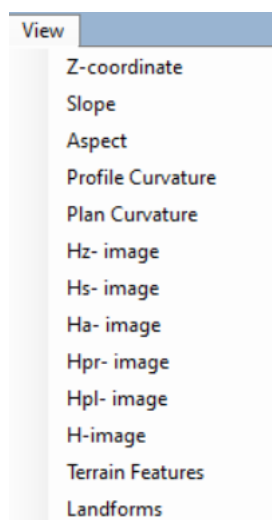 View
Z-coordinate
Slope
Aspect
Profile Curvature
Plan Curvature
Hz- image
Hs- image
Ha- image
Hpr- image
Hpl- image
H-image
Terrain Features
Landforms